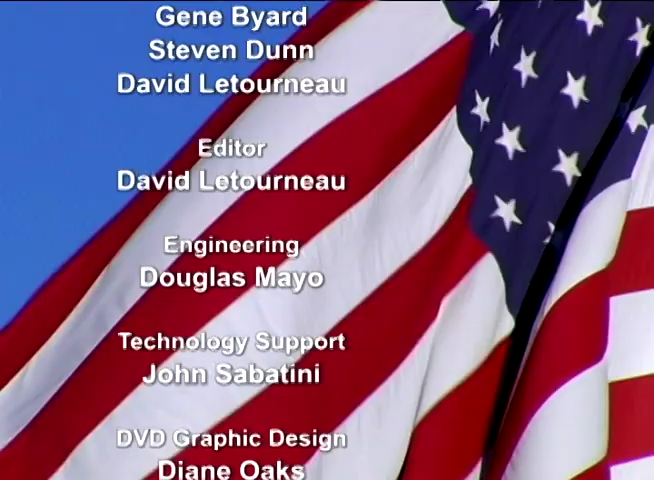 Gene Byard
Steven Dunn
David Letourneau
Editor
David Letourneau
Engineering
Douglas Mayo
Technology Support
John Sabatini
DVD Graphic Design
Diane Oaks